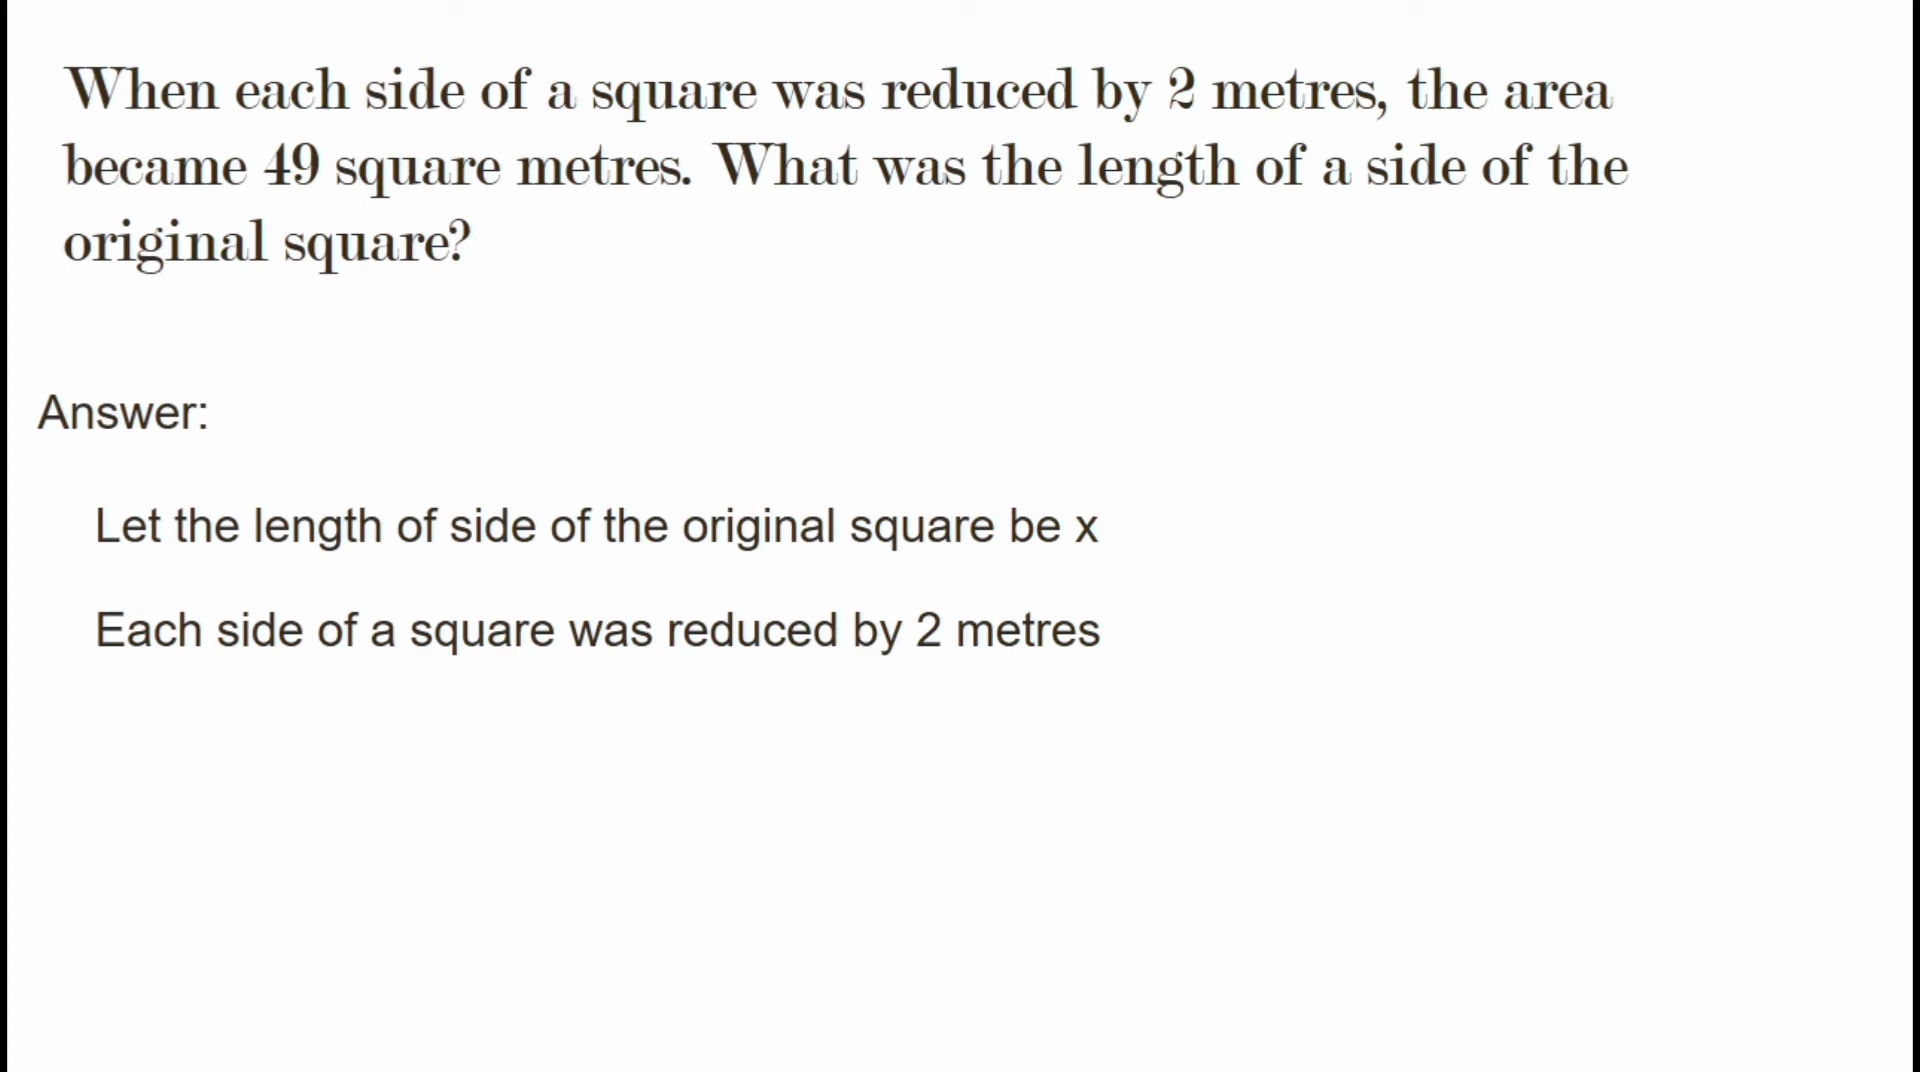 When each side of a square was reduced by 2 metres, the area
became 49 square metres. What was the length of a side of the
original square?
Answer:
Let the length of side of the original square be x
Each side of a square was reduced by 2 metres